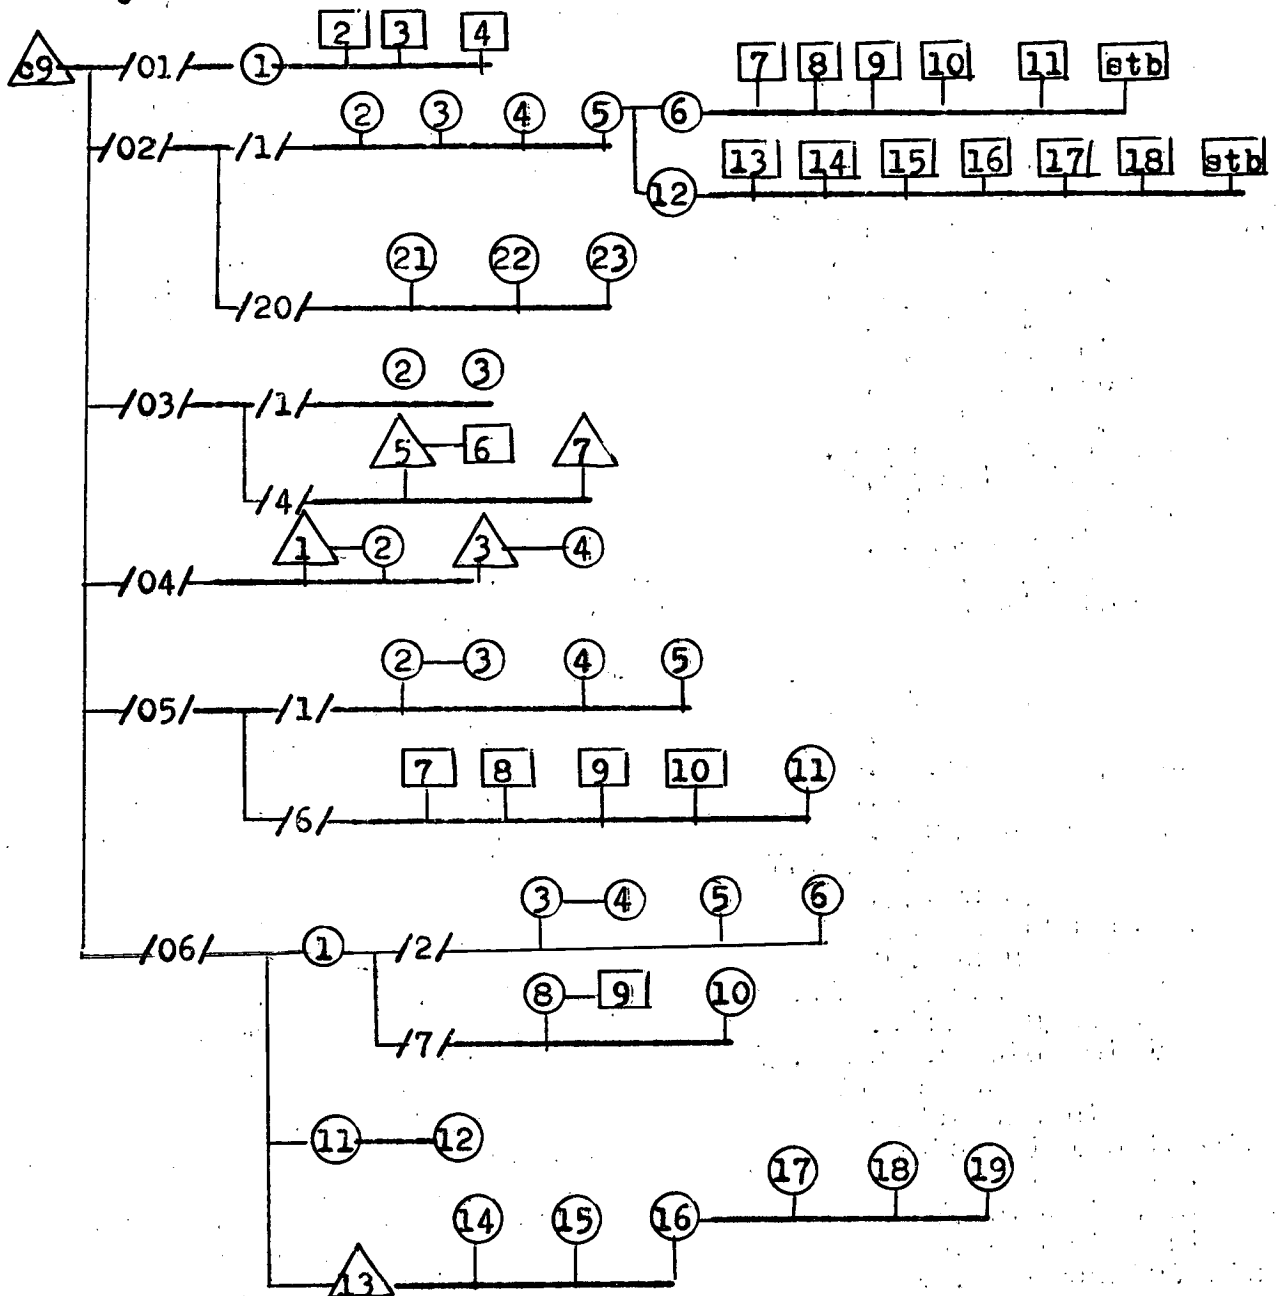 2 3 4
c9 /01/ 1
7 8 9 10 11 stb
/02/ /1/ 2 3 4 5 6
12 13 14 15 16 17 18 stb
/20/ 21 22 23
/03/ /1/ 2 3
/4/ 5 6 7
/04/ 1 2 3 4
/05/ /1/ 2 3 4 5
/6/ 7 8 9 10 11
/06/ 1 /2/ 3 4 5 6
/7/ 8 9 10
11 12
13 14 15 16 17 18 19